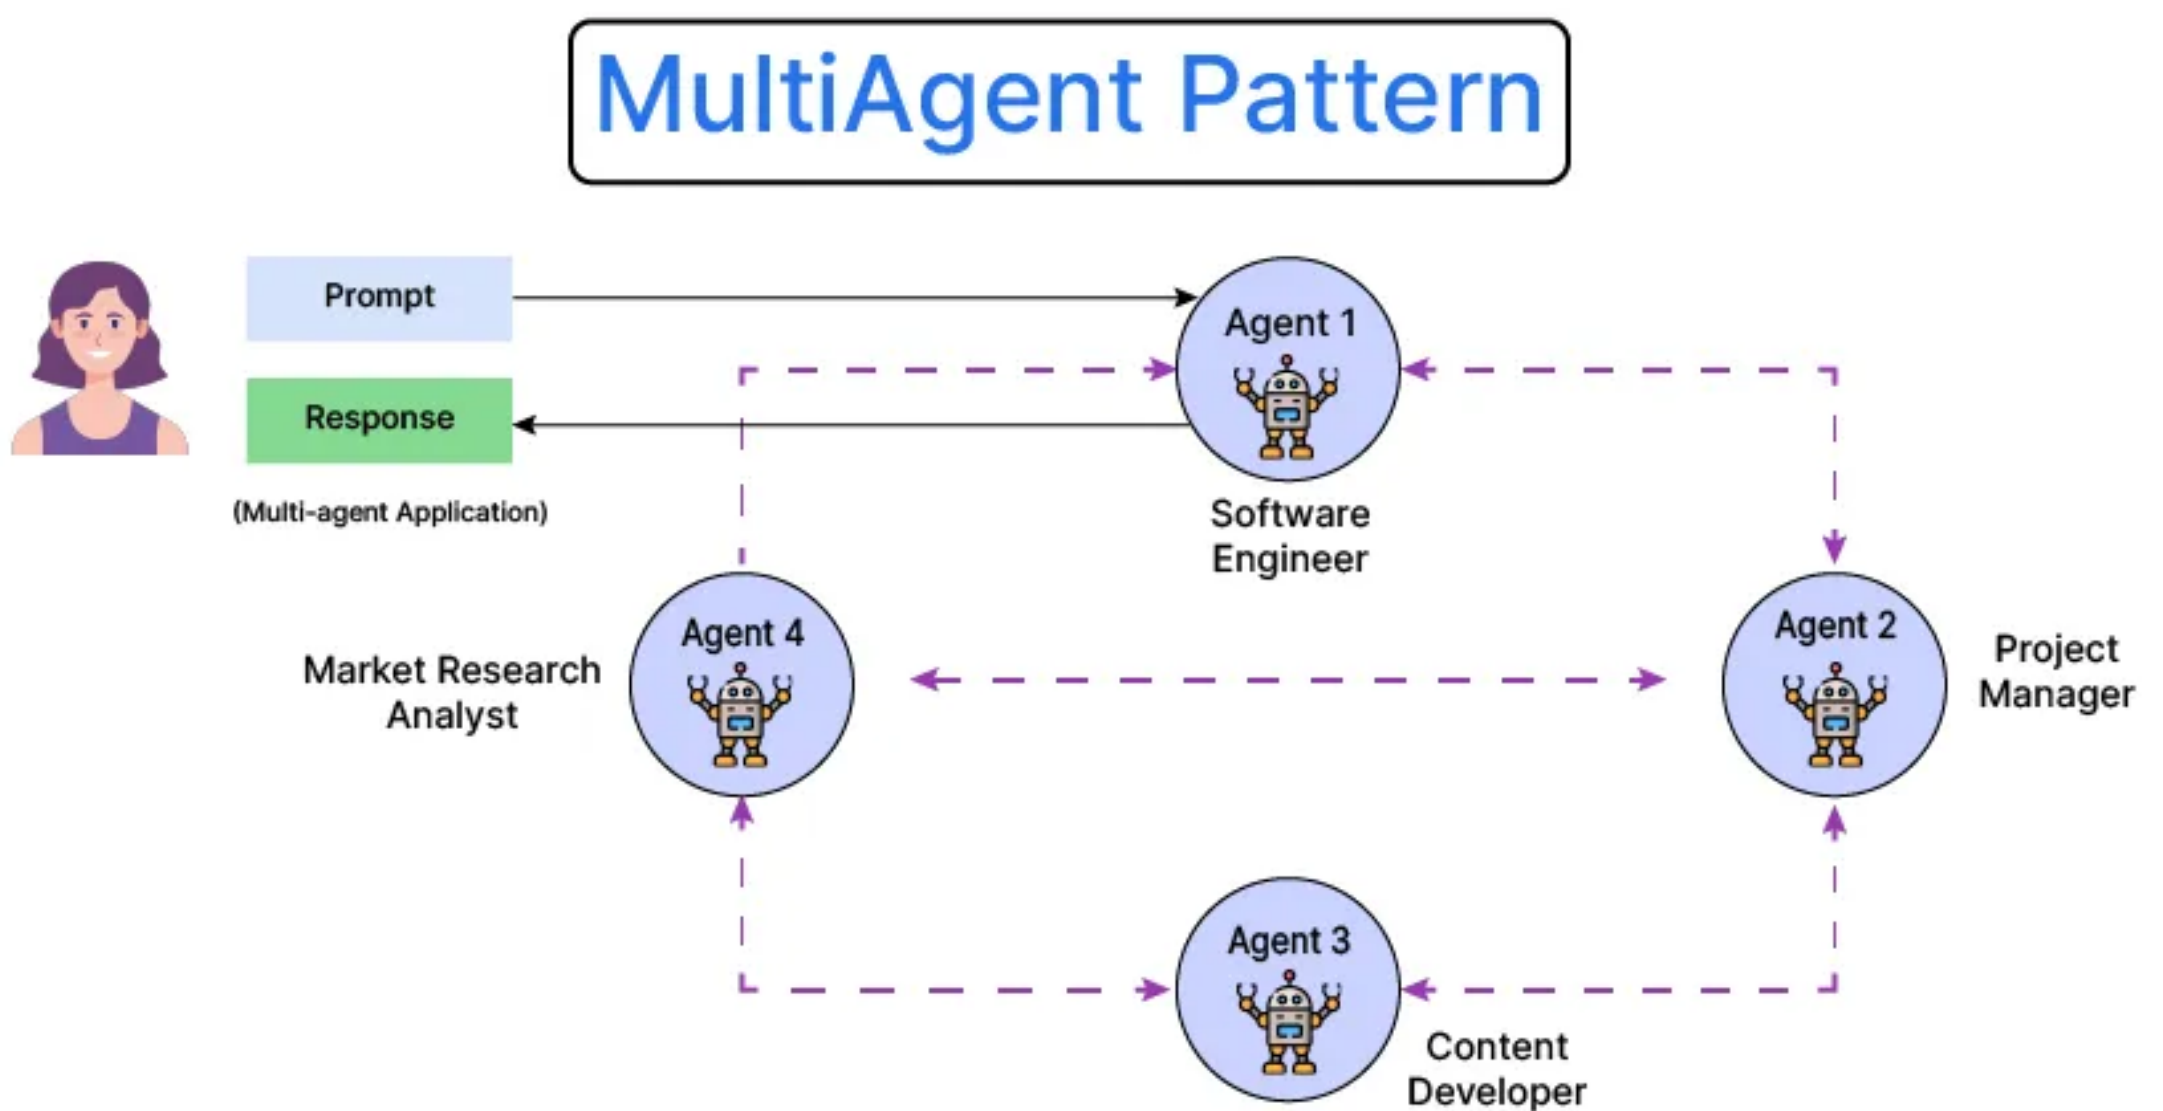 MultiAgent Pattern
Prompt
Response
(Multi-agent Application)
Agent 1
Software
Engineer
Agent 4
Market Research
Analyst
Agent 2
Project
Manager
Agent 3
Content
Developer